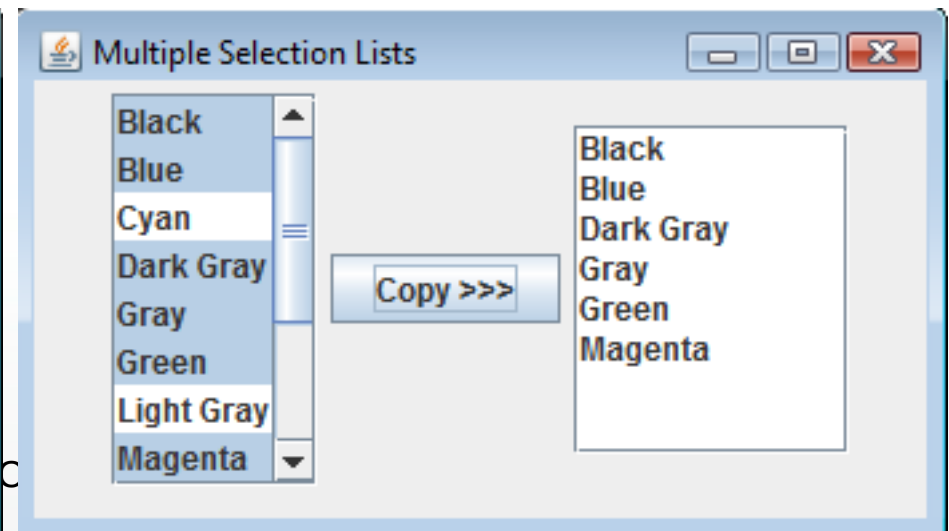 Multiple Selection Lists
Black
Blue
Cyan
Dark Gray
Gray
Green
Light Gray
Magenta
Copy >>>
Black
Blue
Dark Gray
Gray
Green
Magenta